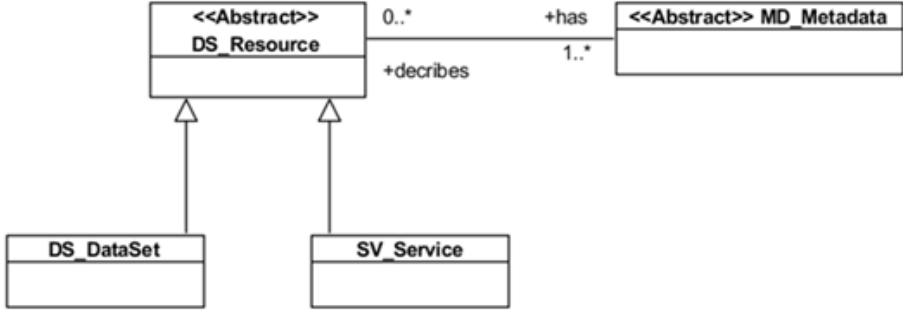 <<Abstract>>
DS_Resource
0..*
+has
<<Abstract>> MD_Metadata
1..*
+decribes
DS_DataSet
SV_Service